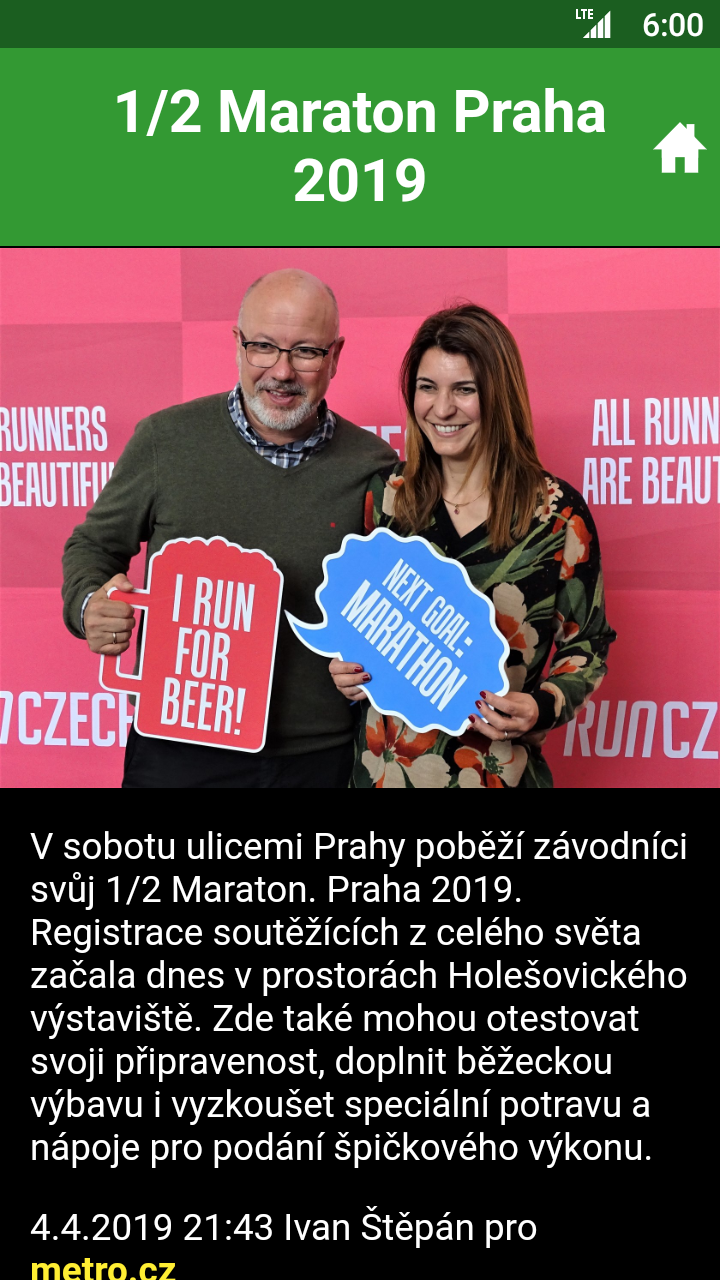 LTE
6:00
1/2 Maraton Praha
2019
RUNNERS
BEAUTIFU
ALL RUNN
ARE BEAUT
I RUN
FOR
BEER!
NEXT GOAL:
MARATHON
CZECH
RUNCZ
V sobotu ulicemi Prahy poběží závodníci
svůj 1/2 Maraton. Praha 2019.
Registrace soutěžících z celého světa
začala dnes v prostorách Holešovického
výstaviště. Zde také mohou otestovat
svoji připravenost, doplnit běžeckou
výbavu i vyzkoušet speciální potravu a
nápoje pro podání špičkového výkonu.
4.4.2019 21:43 Ivan Štěpán pro
metro.cz